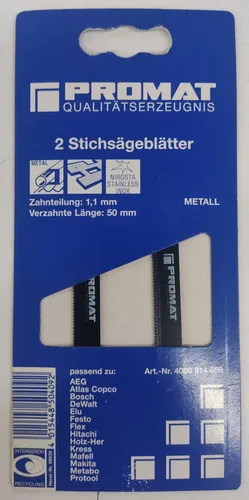 PROMAT
QUALITÄTSERZEUGNIS
2 Stichsägeblätter
METAL
NIROSTA
STAINLESS
INOX
Zahnteilung: 1,1 mm
Verzahnte Länge: 50 mm
METALL
PROMAT
PROMAT
passend zu:
AEG
Atlas Copco
Bosch
DeWalt
Elu
Festo
Flex
Hitachi
Holz-Her
Kress
Mafell
Makita
Metabo
Protool
Art.-Nr. 4000 814
INTERSEROH
RECYCLING